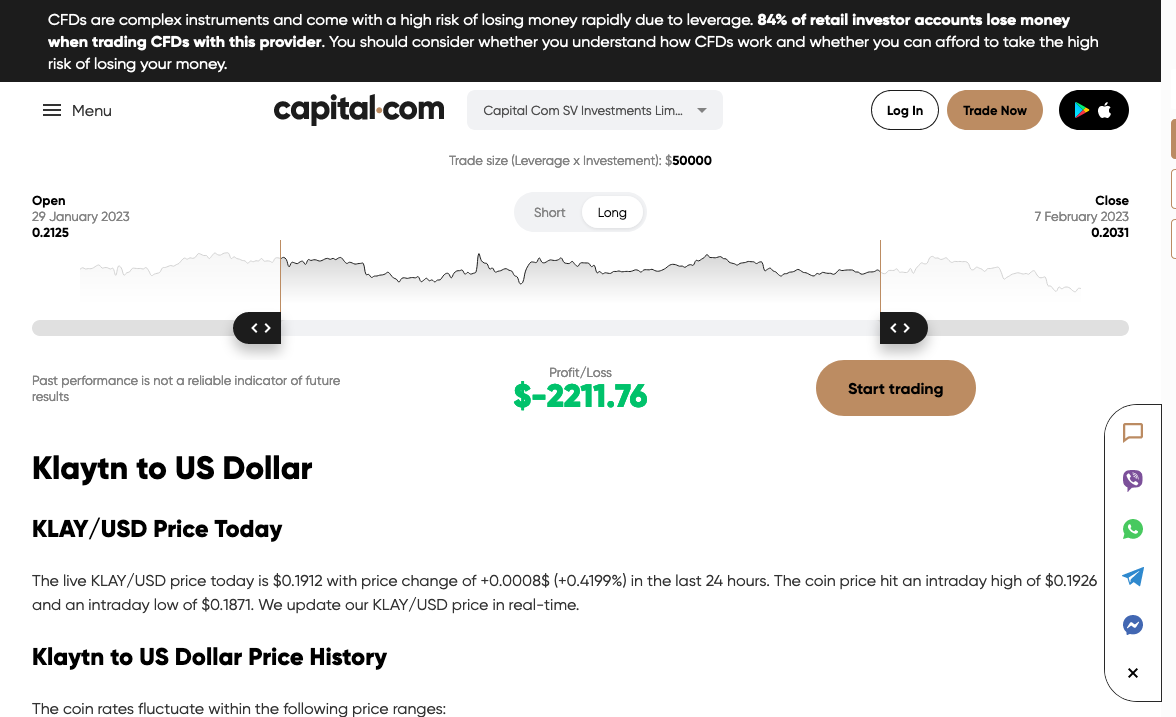 CFDs are complex instruments and come with a high risk of losing money rapidly due to leverage. 84% of retail investor accounts lose money
when trading CFDs with this provider. You should consider whether you understand how CFDs work and whether you can afford to take the high
risk of losing your money.
Menu
capital.com
Capital Com SV Investments Lim...
Log In
Trade Now
Trade size (Leverage x Investement): $50000
Open
29 January 2023
0.2125
Short
Long
Close
7 February 2023
0.2031
Past performance is not a reliable indicator of future
results
Profit/Loss
$-2211.76
Start trading
Klaytn to US Dollar
KLAY/USD Price Today
The live KLAY/USD price today is $0.1912 with price change of +0.0008$ (+0.4199%) in the last 24 hours. The coin price hit an intraday high of $0.1926
and an intraday low of $0.1871. We update our KLAY/USD price in real-time.
Klaytn to US Dollar Price History
The coin rates fluctuate within the following price ranges: